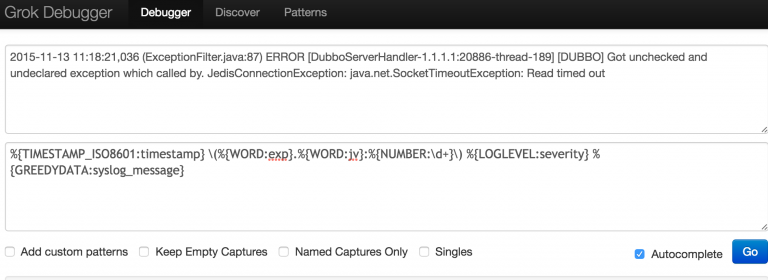 Grok Debugger Debugger Discover Patterns
2015-11-13 11:18:21,036 (ExceptionFilter.java:87) ERROR [DubboServerHandler-1.1.1.1:20886-thread-189] [DUBBO] Got unchecked and
undeclared exception which called by. JedisConnectionException: java.net.SocketTimeoutException: Read timed out
%{TIMESTAMP_ISO8601:timestamp} \(%{WORD:exp}.%{WORD:jv}:%{NUMBER:\d+}\) %{LOGLEVEL:severity} %
{GREEDYDATA:syslog_message}
Add custom patterns Keep Empty Captures Named Captures Only Singles Autocomplete Go